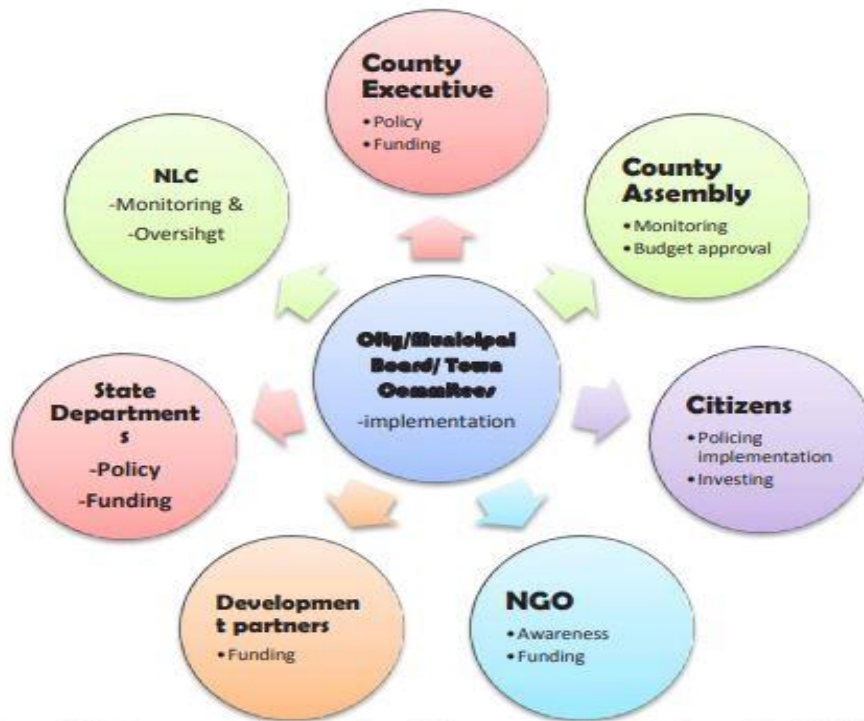 County
Executive
• Policy
• Funding
County
Assembly
• Monitoring
• Budget approval
Citizens
• Policing
implementation
• Investing
NGO
• Awareness
• Funding
Developmen
t partners
• Funding
State
Department
s
-Policy
-Funding
NLC
-Monitoring &
-Oversihgt
City/Municipal
Board/ Town
Commitees
-implementation